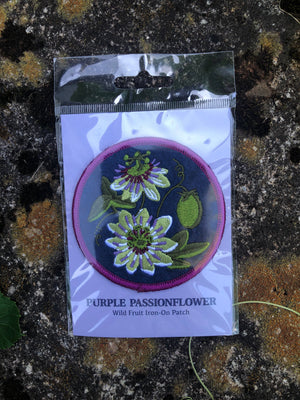 PURPLE PASSIONFLOWER
Wild Fruit Iron-On Patch